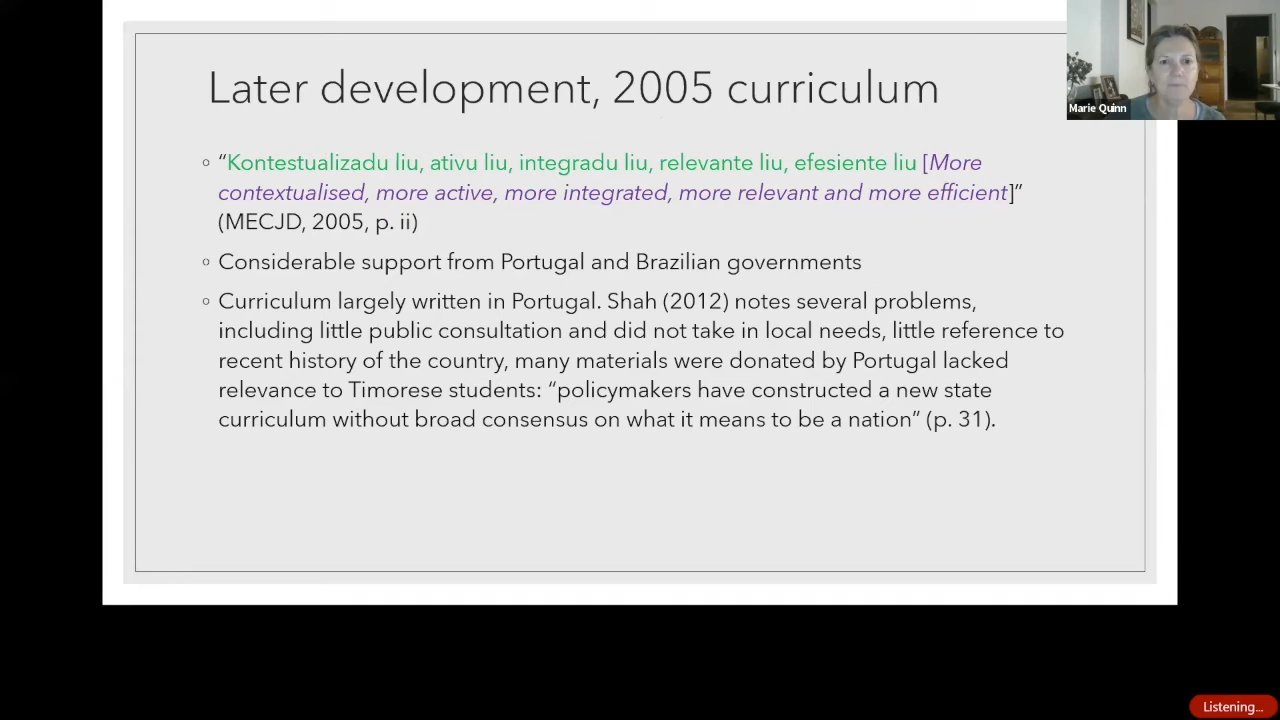 Later development, 2005 curriculum
Marie Quinn
◦ “Kontestualizadu liu, ativu liu, integradu liu, relevante liu, efesiente liu [More
contextualised, more active, more integrated, more relevant and more efficient]”
(MECJD, 2005, p. ii)
◦ Considerable support from Portugal and Brazilian governments
◦ Curriculum largely written in Portugal. Shah (2012) notes several problems,
including little public consultation and did not take in local needs, little reference to
recent history of the country, many materials were donated by Portugal lacked
relevance to Timorese students: “policymakers have constructed a new state
curriculum without broad consensus on what it means to be a nation” (p. 31).
Listening...